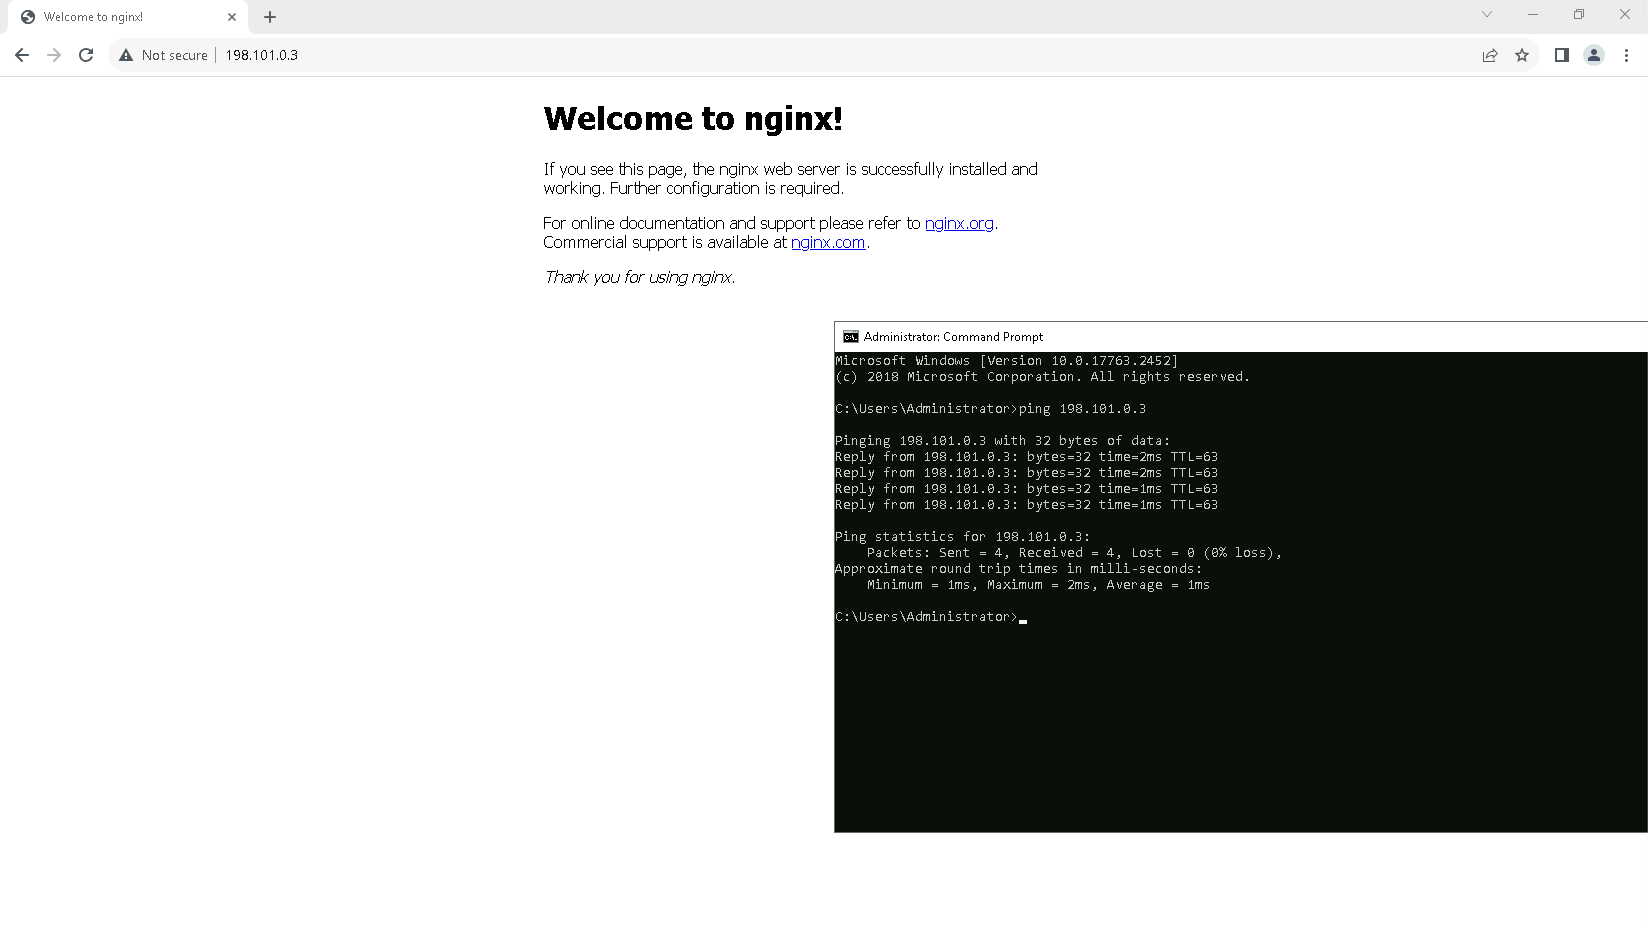 Welcome to nginx!
Not secure | 198.101.0.3
Welcome to nginx!
If you see this page, the nginx web server is successfully installed and
working. Further configuration is required.
For online documentation and support please refer to nginx.org.
Commercial support is available at nginx.com.
Thank you for using nginx.
Administrator: Command Prompt
Microsoft Windows [Version 10.0.17763.2452]
(c) 2018 Microsoft Corporation. All rights reserved.
C:\Users\Administrator>ping 198.101.0.3
Pinging 198.101.0.3 with 32 bytes of data:
Reply from 198.101.0.3: bytes=32 time=2ms TTL=63
Reply from 198.101.0.3: bytes=32 time=2ms TTL=63
Reply from 198.101.0.3: bytes=32 time=1ms TTL=63
Reply from 198.101.0.3: bytes=32 time=1ms TTL=63
Ping statistics for 198.101.0.3:
Packets: Sent = 4, Received = 4, Lost = 0 (0% loss),
Approximate round trip times in milli-seconds:
Minimum = 1ms, Maximum = 2ms, Average = 1ms
C:\Users\Administrator>